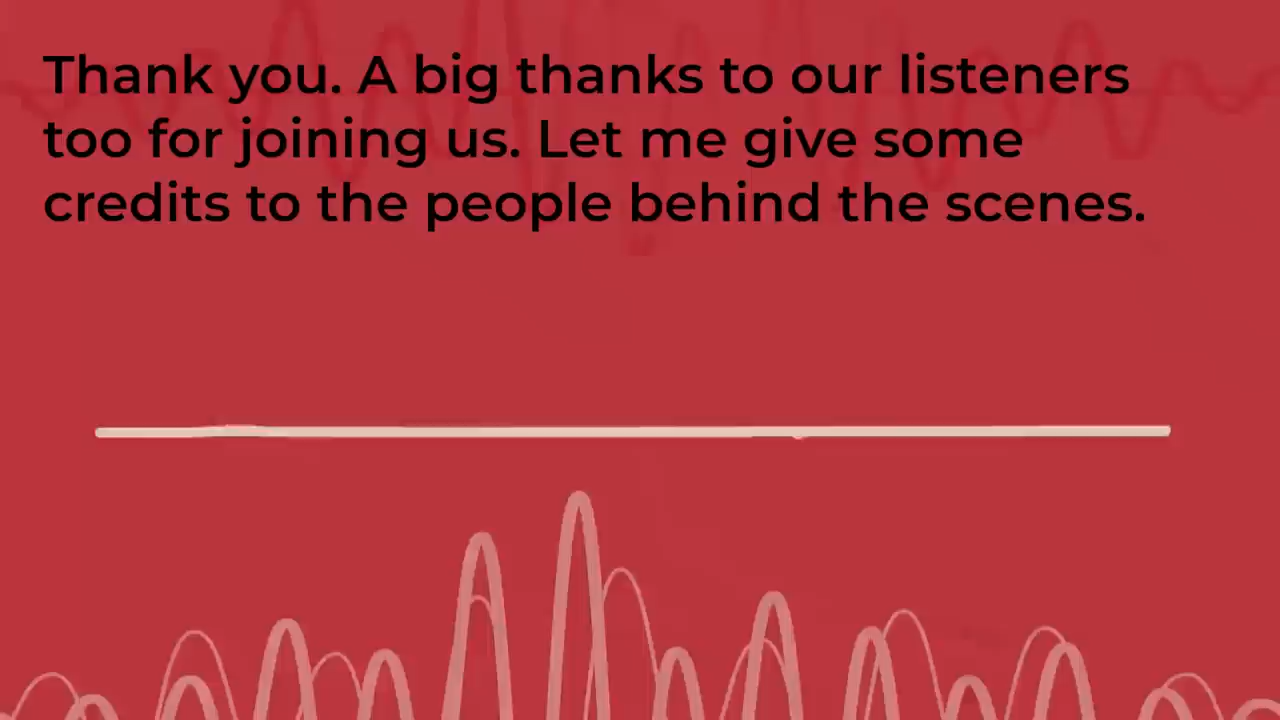 Thank you. A big thanks to our listeners
too for joining us. Let me give some
credits to the people behind the scenes.